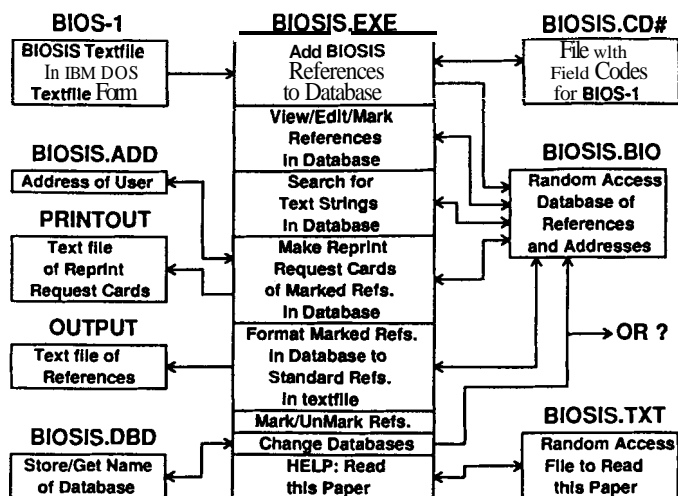 BIOS-1
BIOSIS Textfile
In IBM DOS
Textfile Form
BIOSIS.ADD
Address of User
PRINTOUT
Text file
of Reprint
Request Cards
OUTPUT
Text file of
References
BIOSIS.DBD
Store/Get Name
of Database
BIOSIS.EXE
Add BIOSIS
References
to Database
View/Edit/Mark
References
in Database
Search for
Text Strings
in Database
Make Reprint
Request Cards
of Marked Refs.
in Database
Format Marked Refs.
in Database to
Standard Refs.
in textfile
Mark/UnMark Refs.
Change Databases
HELP: Read
this Paper
BIOSIS.CD#
File with
Field Codes
for BIOS-1
BIOSIS.BIO
Random Access
Database of
References
and Addresses
OR ?
BIOSIS.TXT
Random Access
File to Read
this Paper